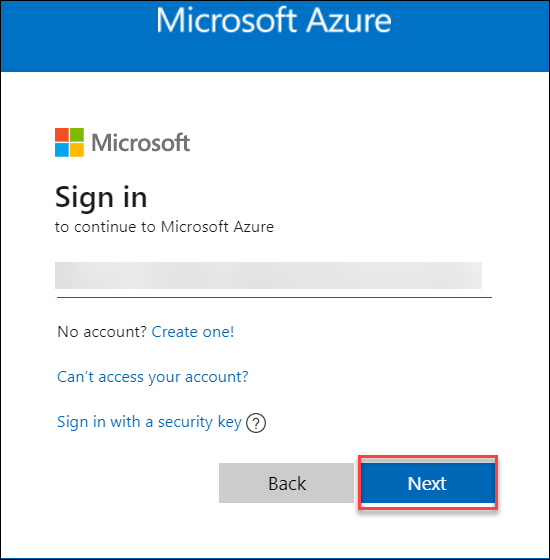 Microsoft Azure
Microsoft
Sign in
to continue to Microsoft Azure
No account? Create one!
Can't access your account?
Sign in with a security key ?
Back Next